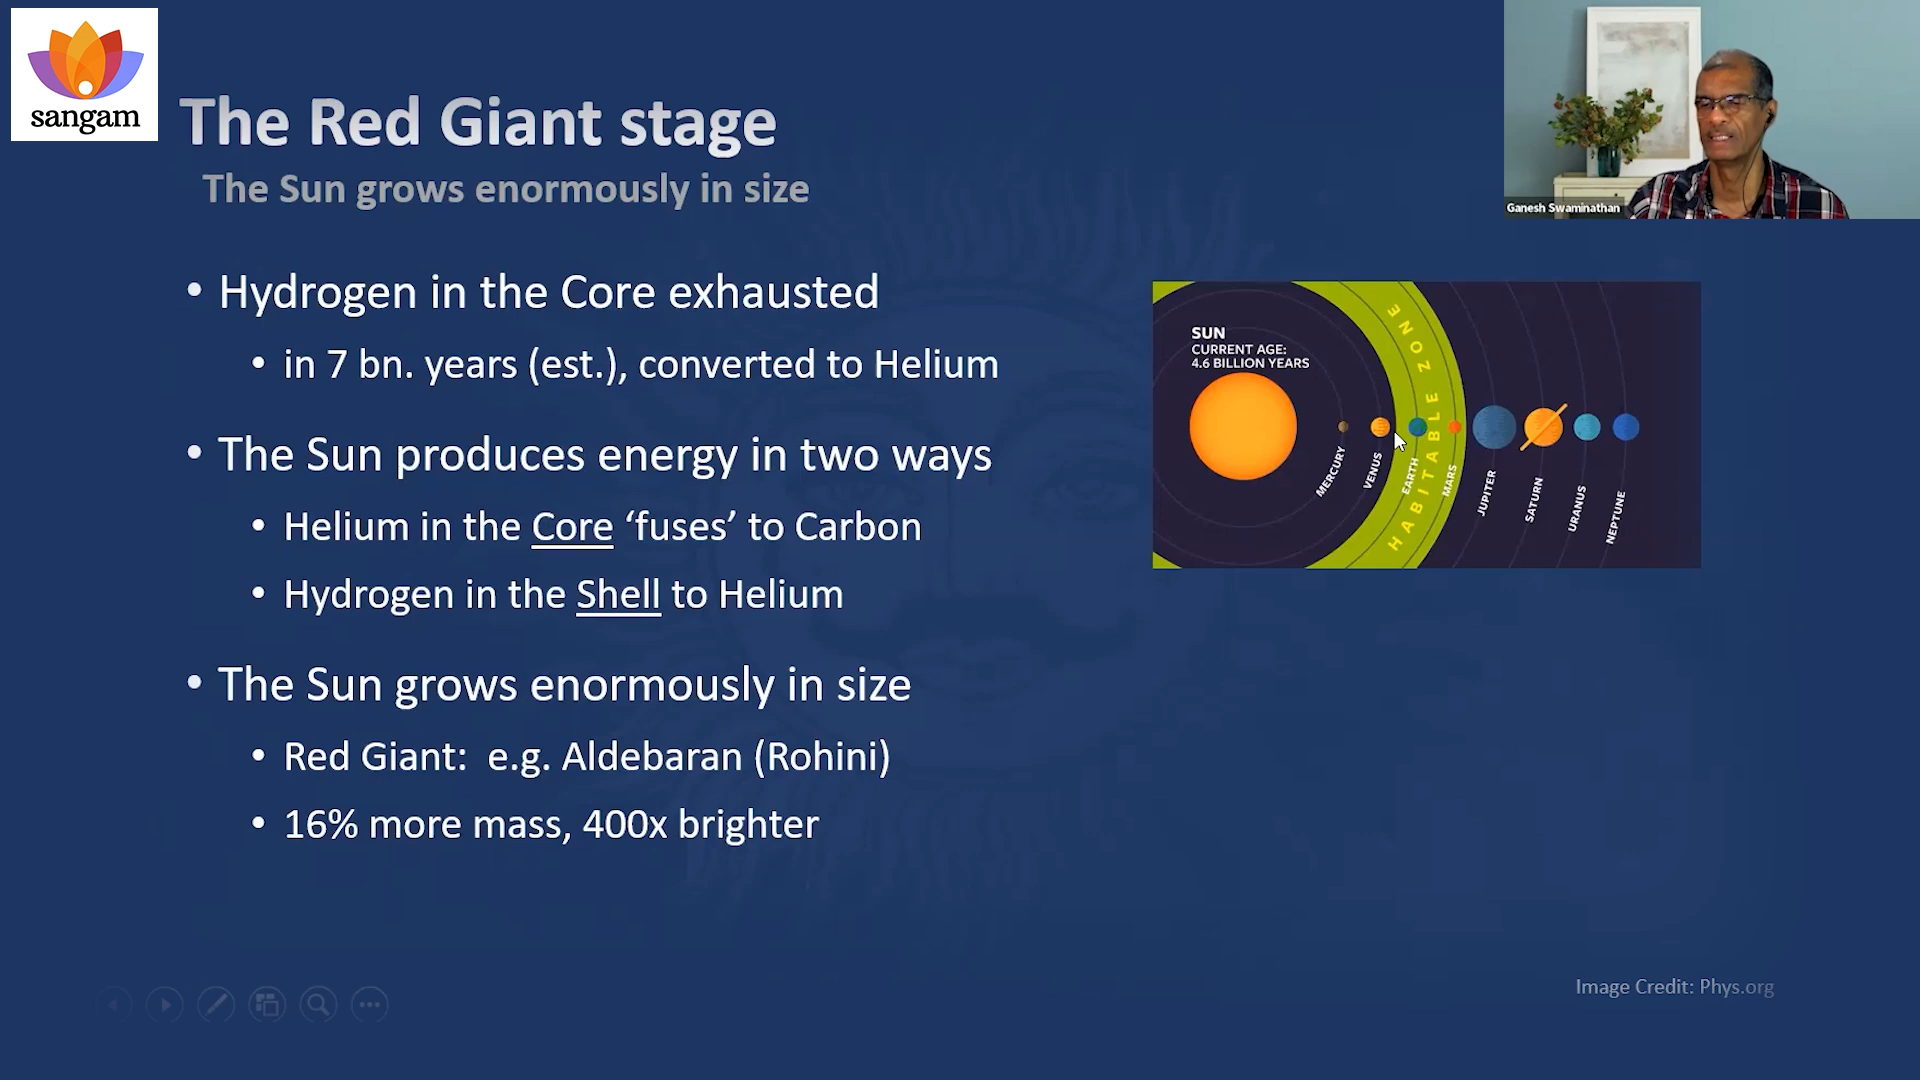 sangam
The Red Giant stage
The Sun grows enormously in size
Ganesh Swaminathan
• Hydrogen in the Core exhausted
• in 7 bn. years (est.), converted to Helium
• The Sun produces energy in two ways
• Helium in the Core ‘fuses’ to Carbon
• Hydrogen in the Shell to Helium
• The Sun grows enormously in size
• Red Giant: e.g. Aldebaran (Rohini)
• 16% more mass, 400x brighter
SUN
CURRENT AGE:
4.6 BILLION YEARS
HABITABLE ZONE
MERCURY
VENUS
EARTH
MARS
JUPITER
SATURN
URANUS
NEPTUNE
Image Credit: Phys.org